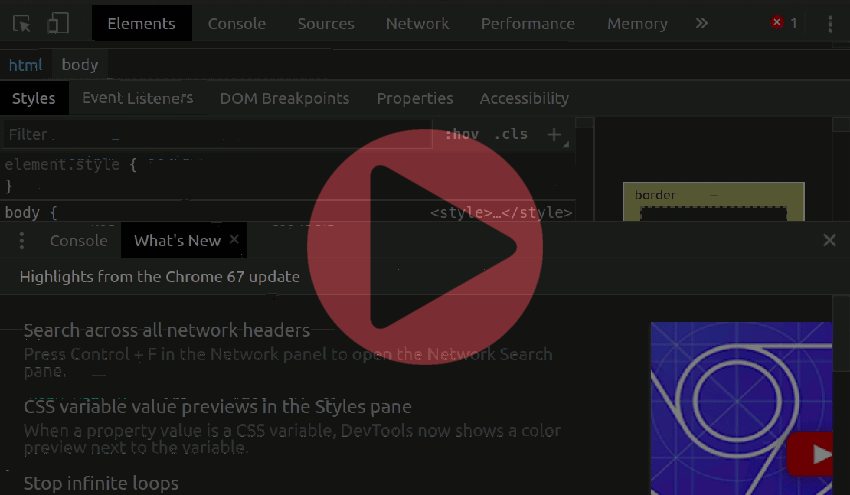 Elements Console Sources Network Performance Memory » 1
html body
Styles Event Listeners DOM Breakpoints Properties Accessibility
Filter :hov .cls +
element.style {
}
body { <style>…</style>
border
Console What's New ×
Highlights from the Chrome 67 update
Search across all network headers
Press Control + F in the Network panel to open the Network Search
pane.
CSS variable value previews in the Styles pane
When a property value is a CSS variable, DevTools now shows a color
preview next to the variable.
Stop infinite loops